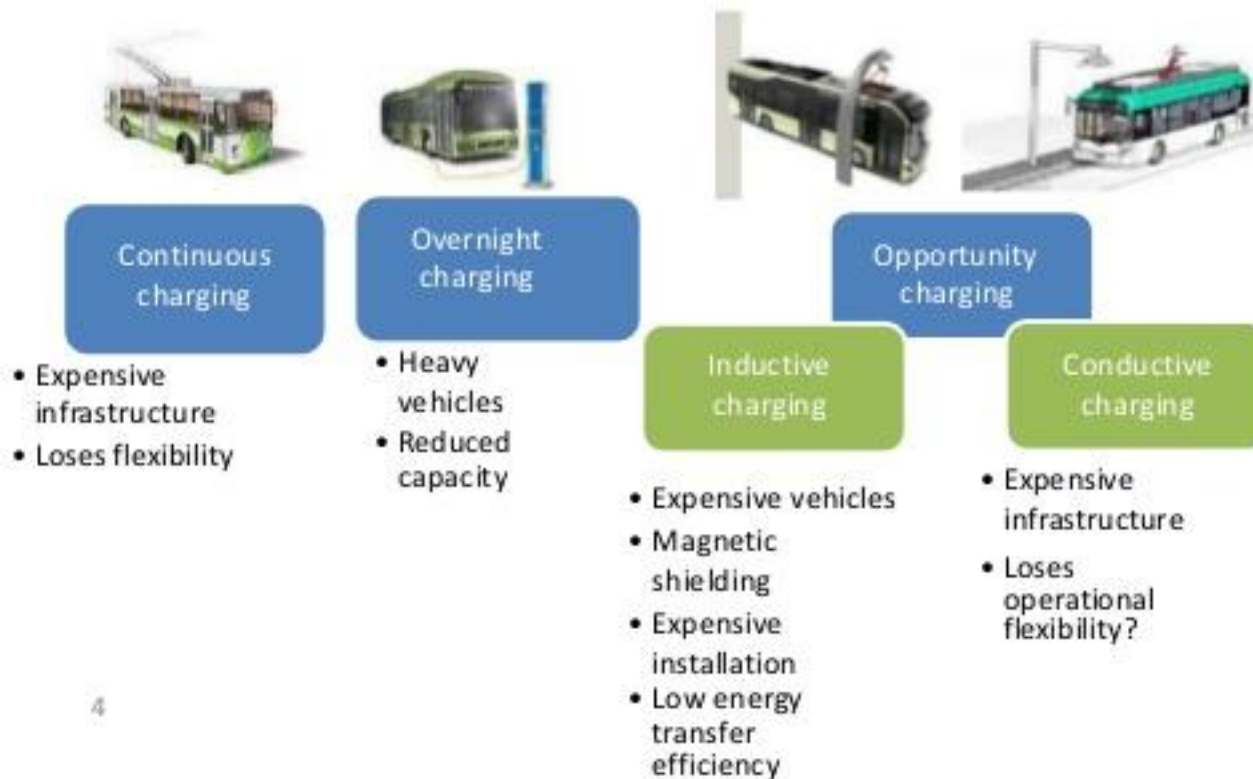 Continuous
charging
• Expensive
infrastructure
• Loses flexibility
Overnight
charging
• Heavy
vehicles
• Reduced
capacity
Opportunity
charging
Inductive
charging
• Expensive vehicles
• Magnetic
shielding
• Expensive
installation
• Low energy
transfer
efficiency
Conductive
charging
• Expensive
infrastructure
• Loses
operational
flexibility?
4